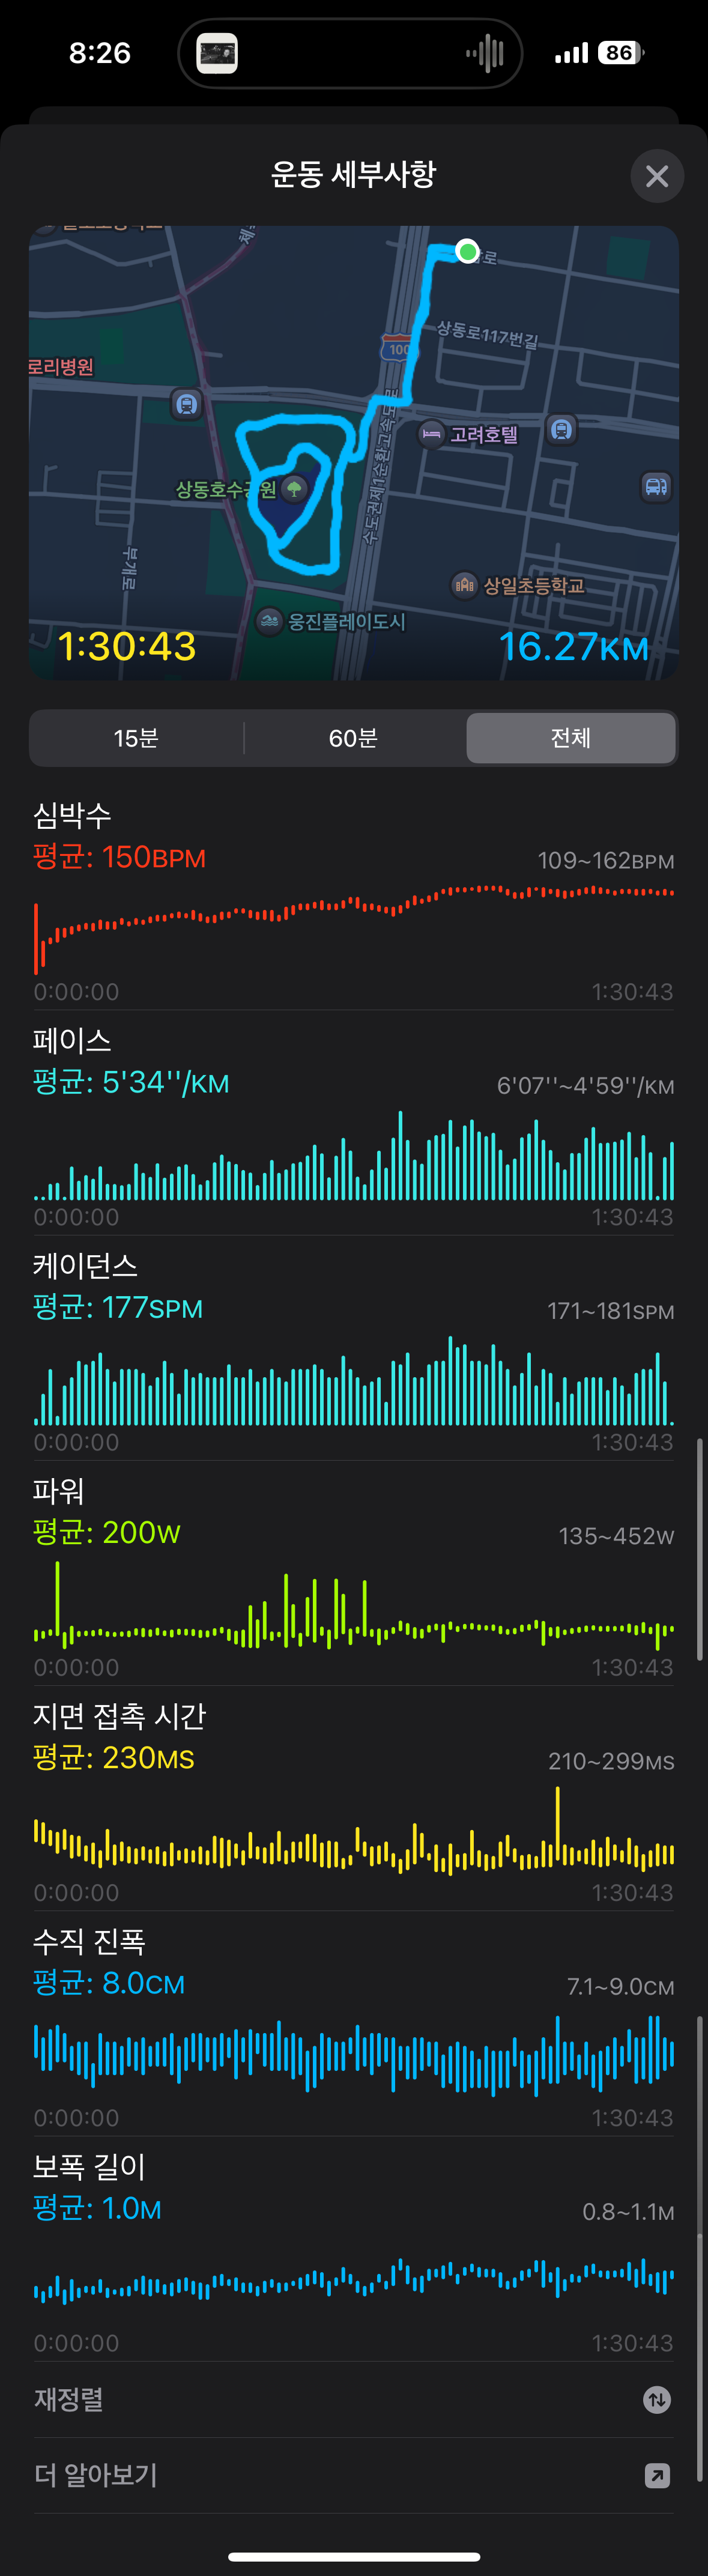 8:26
86
운동 세부사항
상동로117번길
로리병원
100
고려호텔
상동호수공원
수도권제1순환고속도로
부개로
상일초등학교
웅진플레이도시
1:30:43
16.27KM
15분
60분
전체
심박수
평균: 150BPM
109~162BPM
0:00:00
1:30:43
페이스
평균: 5'34''/KM
6'07''~4'59''/KM
0:00:00
1:30:43
케이던스
평균: 177SPM
171~181SPM
0:00:00
1:30:43
파워
평균: 200W
135~452W
0:00:00
1:30:43
지면 접촉 시간
평균: 230MS
210~299MS
0:00:00
1:30:43
수직 진폭
평균: 8.0CM
7.1~9.0CM
0:00:00
1:30:43
보폭 길이
평균: 1.0M
0.8~1.1M
0:00:00
1:30:43
재정렬
더 알아보기